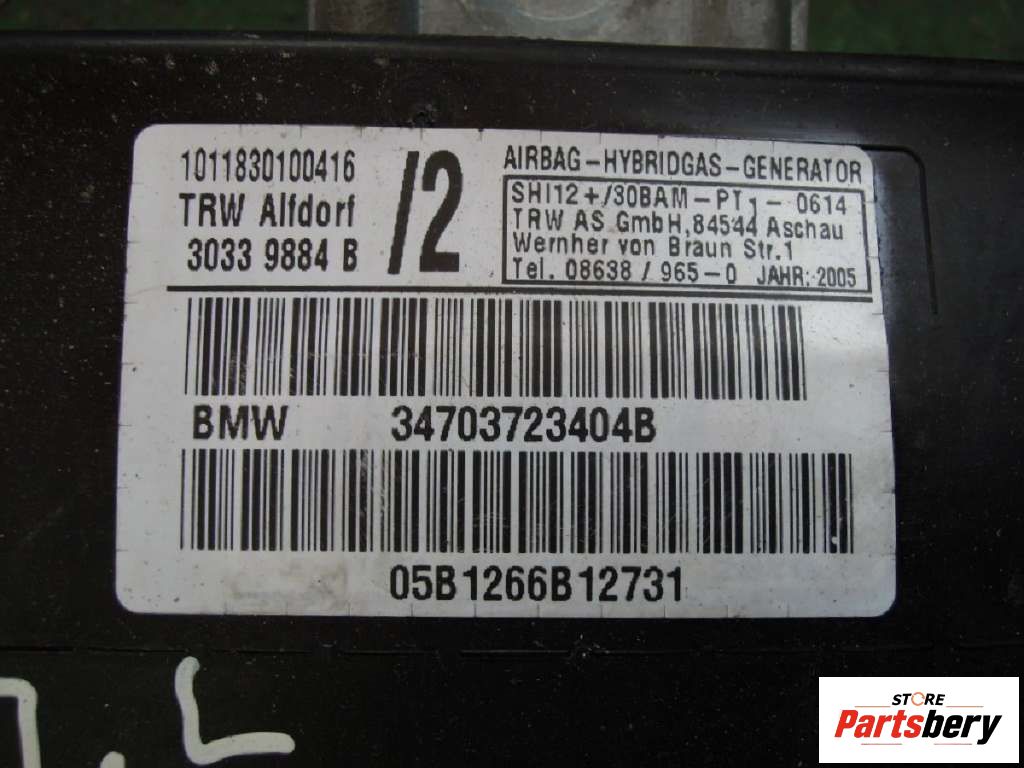 1011830100416
TRW Alfdorf
3033 9884 B
/2
AIRBAG-HYBRIDGAS-GENERATOR
SHI12+/30BAM-PT1-0614
TRW AS.GmbH,84544 Aschau
Wernher von Braun Str.1
Tel. 08638 / 965-0 JAHR: 2005
BMW 34703723404B
05B1266B12731
STORE
Partsbery